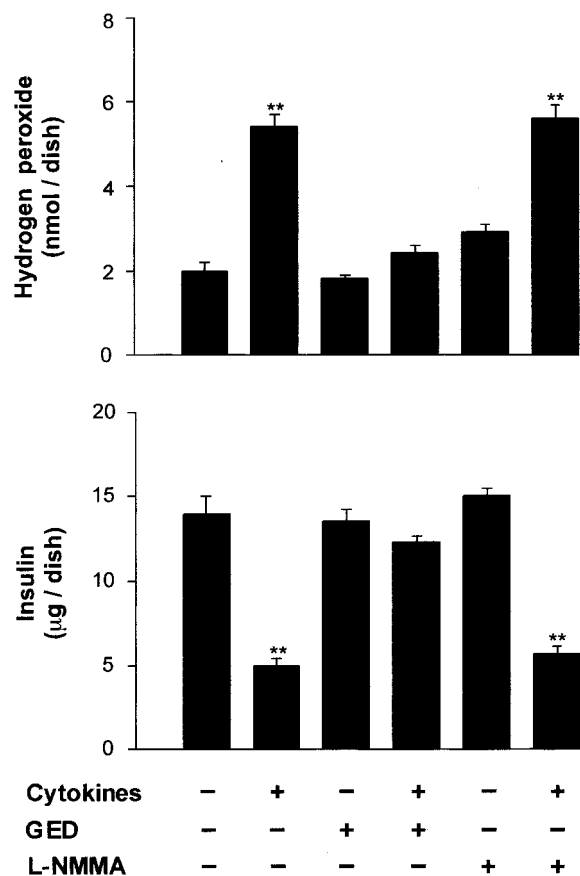 Hydrogen peroxide
(nmol / dish)
8
6
4
2
0
**
**
Insulin
(µg / dish)
20
15
10
5
0
**
**
Cytokines − + − + − +
GED − − + + − −
L-NMMA − − − − + +